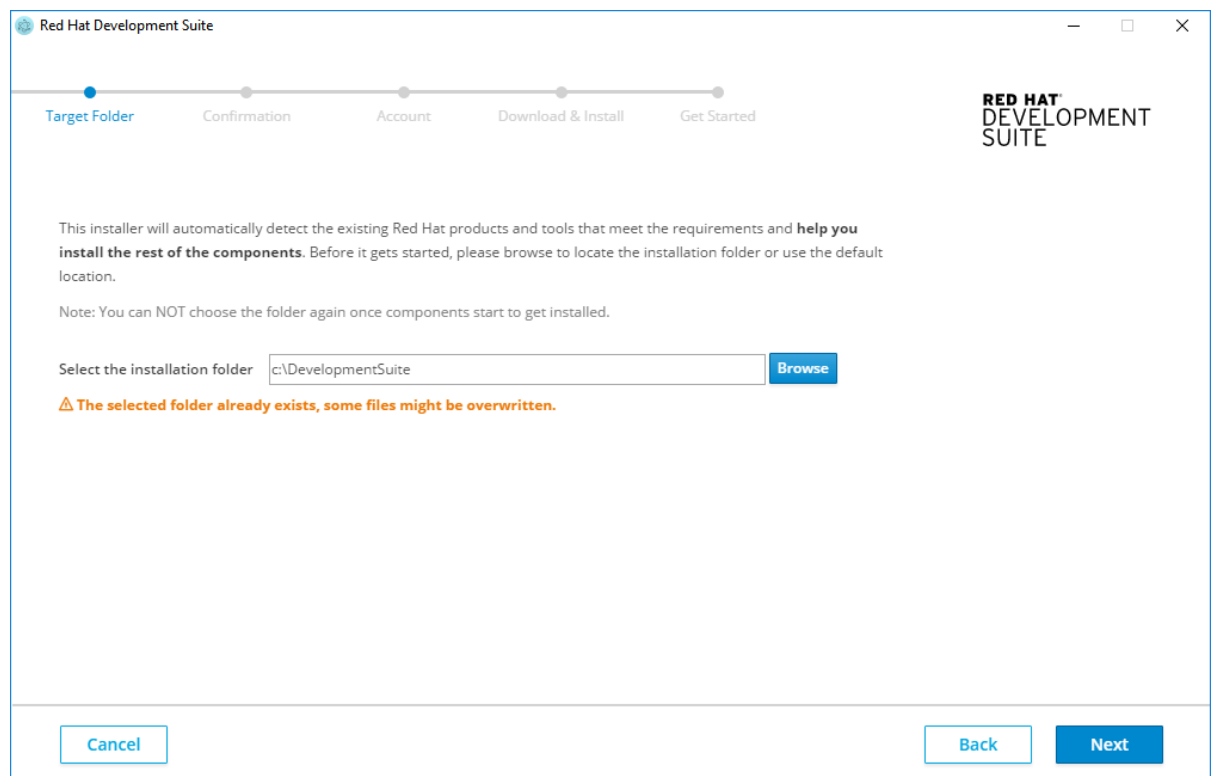 Red Hat Development Suite
Target Folder
Confirmation
Account
Download & Install
Get Started
RED HAT
DEVELOPMENT
SUITE
This installer will automatically detect the existing Red Hat products and tools that meet the requirements and help you
install the rest of the components. Before it gets started, please browse to locate the installation folder or use the default
location.
Note: You can NOT choose the folder again once components start to get installed.
Select the installation folder c:\DevelopmentSuite Browse
⚠ The selected folder already exists, some files might be overwritten.
Cancel Back Next